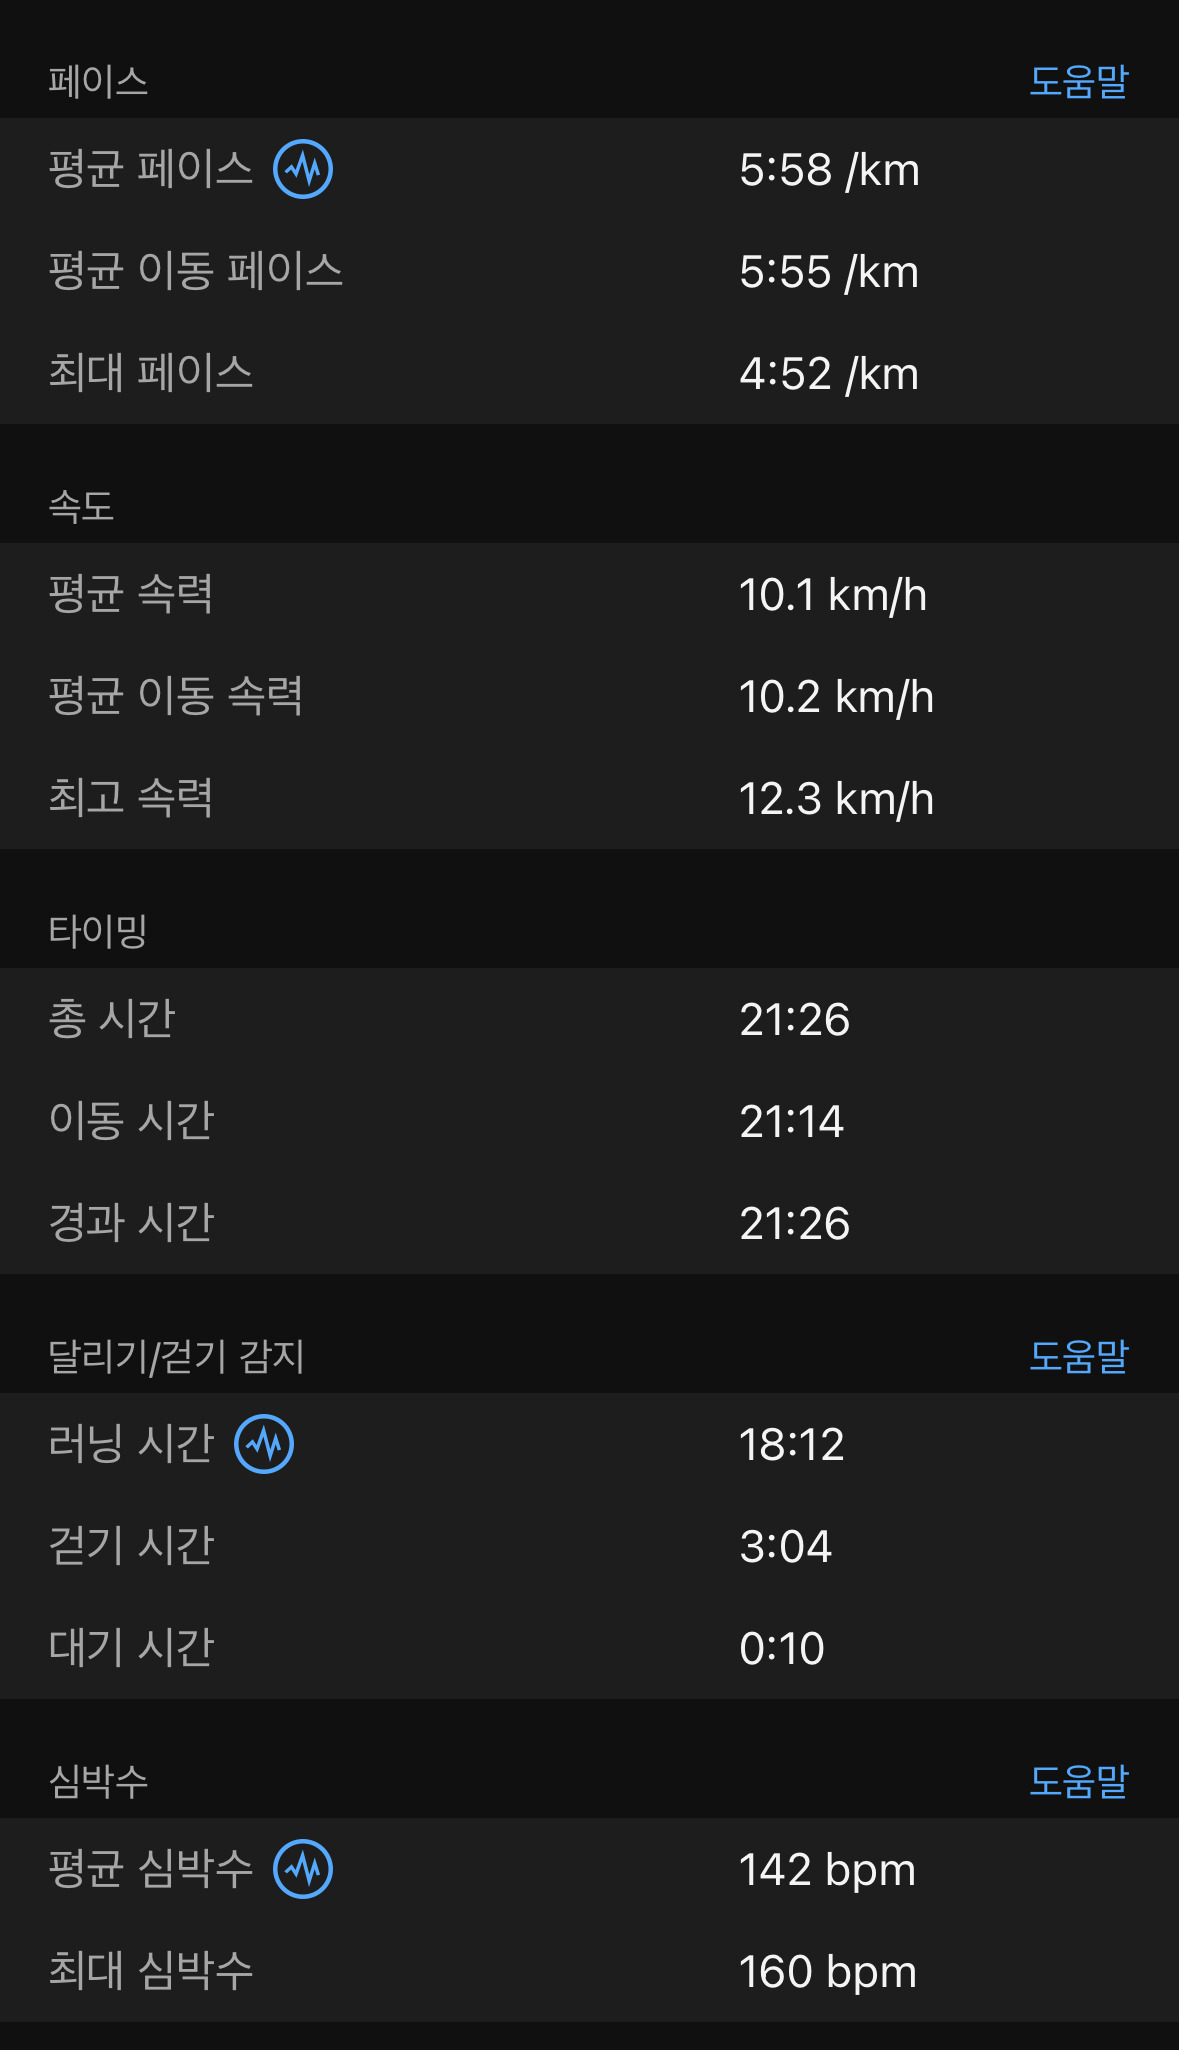 페이스 도움말
평균 페이스 5:58 /km
평균 이동 페이스 5:55 /km
최대 페이스 4:52 /km
속도
평균 속력 10.1 km/h
평균 이동 속력 10.2 km/h
최고 속력 12.3 km/h
타이밍
총 시간 21:26
이동 시간 21:14
경과 시간 21:26
달리기/걷기 감지 도움말
러닝 시간 18:12
걷기 시간 3:04
대기 시간 0:10
심박수 도움말
평균 심박수 142 bpm
최대 심박수 160 bpm